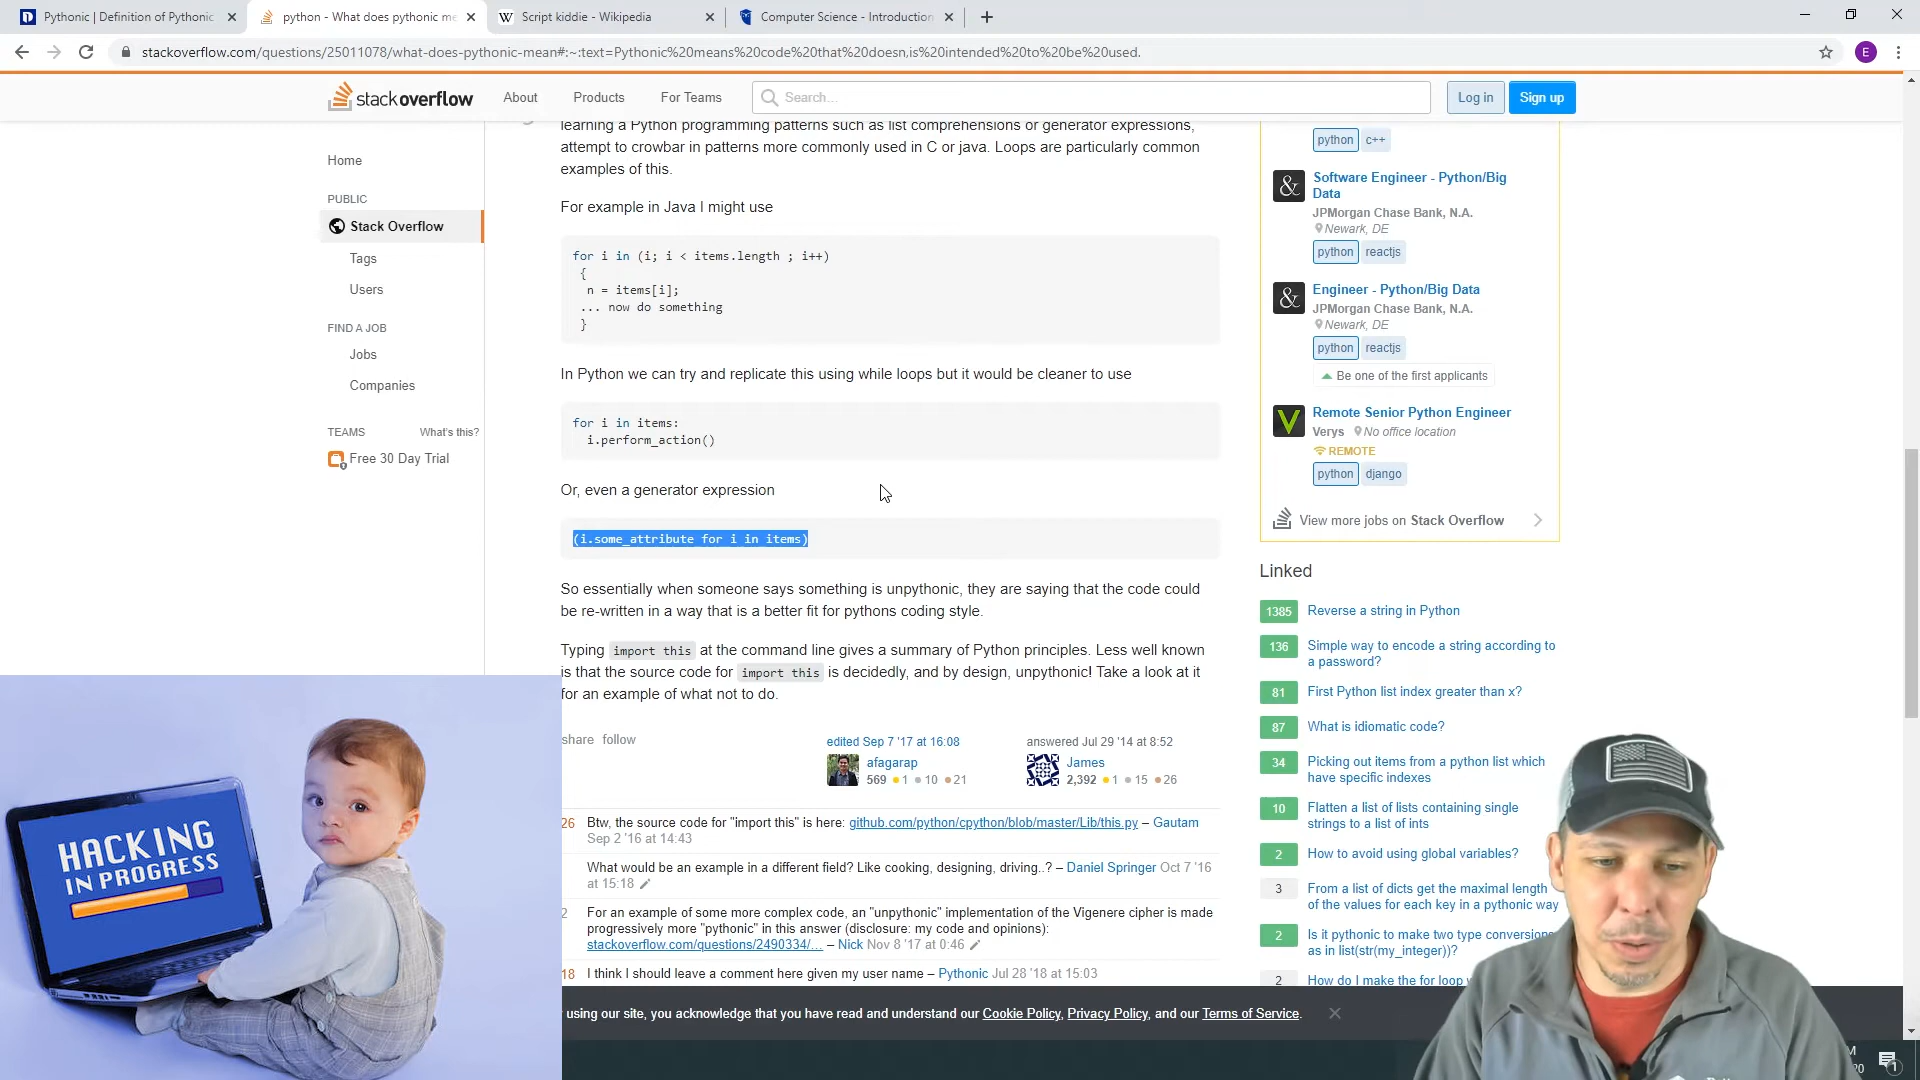 Pythonic | Definition of Pythonic
python - What does pythonic me
Script kiddie - Wikipedia
Computer Science - Introduction
stackoverflow.com/questions/25011078/what-does-pythonic-mean#:~:text=Pythonic%20means%20code%20that%20doesn,is%20intended%20to%20be%20used.
E
stackoverflow
About
Products
For Teams
Search...
Log in
Sign up
Home
PUBLIC
Stack Overflow
Tags
Users
FIND A JOB
Jobs
Companies
TEAMS
What's this?
Free 30 Day Trial
learning a Python programming patterns such as list comprehensions or generator expressions,
attempt to crowbar in patterns more commonly used in C or java. Loops are particularly common
examples of this.
For example in Java I might use
for i in (i; i < items.length ; i++)
{
n = items[i];
... now do something
}
In Python we can try and replicate this using while loops but it would be cleaner to use
for i in items:
i.perform_action()
Or, even a generator expression
(i.some_attribute for i in items)
So essentially when someone says something is unpythonic, they are saying that the code could
be re-written in a way that is a better fit for pythons coding style.
Typing import this at the command line gives a summary of Python principles. Less well known
is that the source code for import this is decidedly, and by design, unpythonic! Take a look at it
for an example of what not to do.
share follow
edited Sep 7 '17 at 16:08
afagarap
569 1 10 21
answered Jul 29 '14 at 8:52
James
2,392 1 15 26
26 Btw, the source code for "import this" is here: github.com/python/cpython/blob/master/Lib/this.py – Gautam
Sep 2 '16 at 14:43
What would be an example in a different field? Like cooking, designing, driving..? – Daniel Springer Oct 7 '16
at 15:18
2 For an example of some more complex code, an "unpythonic" implementation of the Vigenere cipher is made
progressively more "pythonic" in this answer (disclosure: my code and opinions):
stackoverflow.com/questions/2490334/... – Nick Nov 8 '17 at 0:46
18 I think I should leave a comment here given my user name – Pythonic Jul 28 '18 at 15:03
using our site, you acknowledge that you have read and understand our Cookie Policy, Privacy Policy, and our Terms of Service.
python c++
Software Engineer - Python/Big
Data
JPMorgan Chase Bank, N.A.
Newark, DE
python reactjs
Engineer - Python/Big Data
JPMorgan Chase Bank, N.A.
Newark, DE
python reactjs
Be one of the first applicants
Remote Senior Python Engineer
Verys No office location
REMOTE
python django
View more jobs on Stack Overflow
Linked
1385 Reverse a string in Python
136 Simple way to encode a string according to
a password?
81 First Python list index greater than x?
87 What is idiomatic code?
34 Picking out items from a python list which
have specific indexes
10 Flatten a list of lists containing single
strings to a list of ints
2 How to avoid using global variables?
3 From a list of dicts get the maximal length
of the values for each key in a pythonic way
2 Is it pythonic to make two type conversions
as in list(str(my_integer))?
2 How do I make the for loop
HACKING
IN PROGRESS
M
20
1